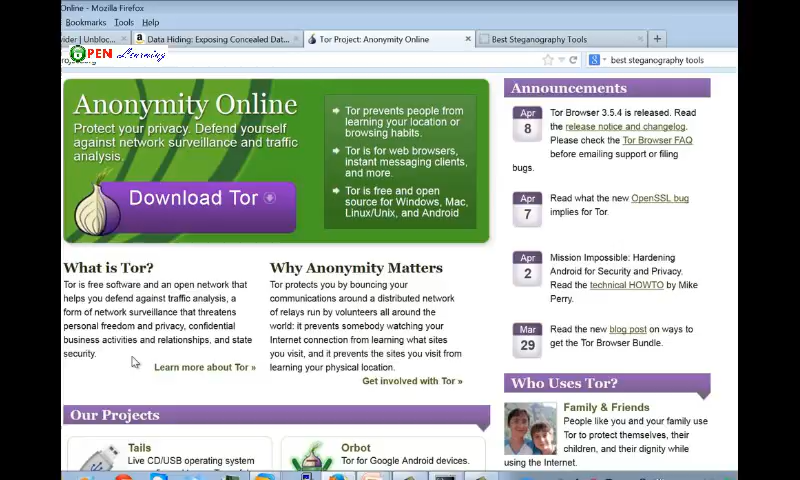 Online - Mozilla Firefox
Bookmarks Tools Help
vider | Unbloc...
Data Hiding: Exposing Concealed Dat...
Tor Project: Anonymity Online
Best Steganography Tools
OPEN Learning
best steganography tools
Anonymity Online
Protect your privacy. Defend yourself
against network surveillance and traffic
analysis.
Download Tor
Tor prevents people from
learning your location or
browsing habits.
Tor is for web browsers,
instant messaging clients,
and more.
Tor is free and open
source for Windows, Mac,
Linux/Unix, and Android
What is Tor?
Tor is free software and an open network that
helps you defend against traffic analysis, a
form of network surveillance that threatens
personal freedom and privacy, confidential
business activities and relationships, and state
security.
Learn more about Tor »
Why Anonymity Matters
Tor protects you by bouncing your
communications around a distributed network
of relays run by volunteers all around the
world: it prevents somebody watching your
Internet connection from learning what sites
you visit, and it prevents the sites you visit from
learning your physical location.
Get involved with Tor »
Our Projects
Tails
Live CD/USB operating system
Orbot
Tor for Google Android devices.
Announcements
Apr
8
Tor Browser 3.5.4 is released. Read
the release notice and changelog.
Please check the Tor Browser FAQ
before emailing support or filing
bugs.
Apr
7
Read what the new OpenSSL bug
implies for Tor
Apr
2
Mission Impossible: Hardening
Android for Security and Privacy.
Read the technical HOWTO by Mike
Perry.
Mar
29
Read the new blog post on ways to
get the Tor Browser Bundle.
Who Uses Tor?
Family & Friends
People like you and your family use
Tor to protect themselves, their
children, and their dignity while
using the Internet.